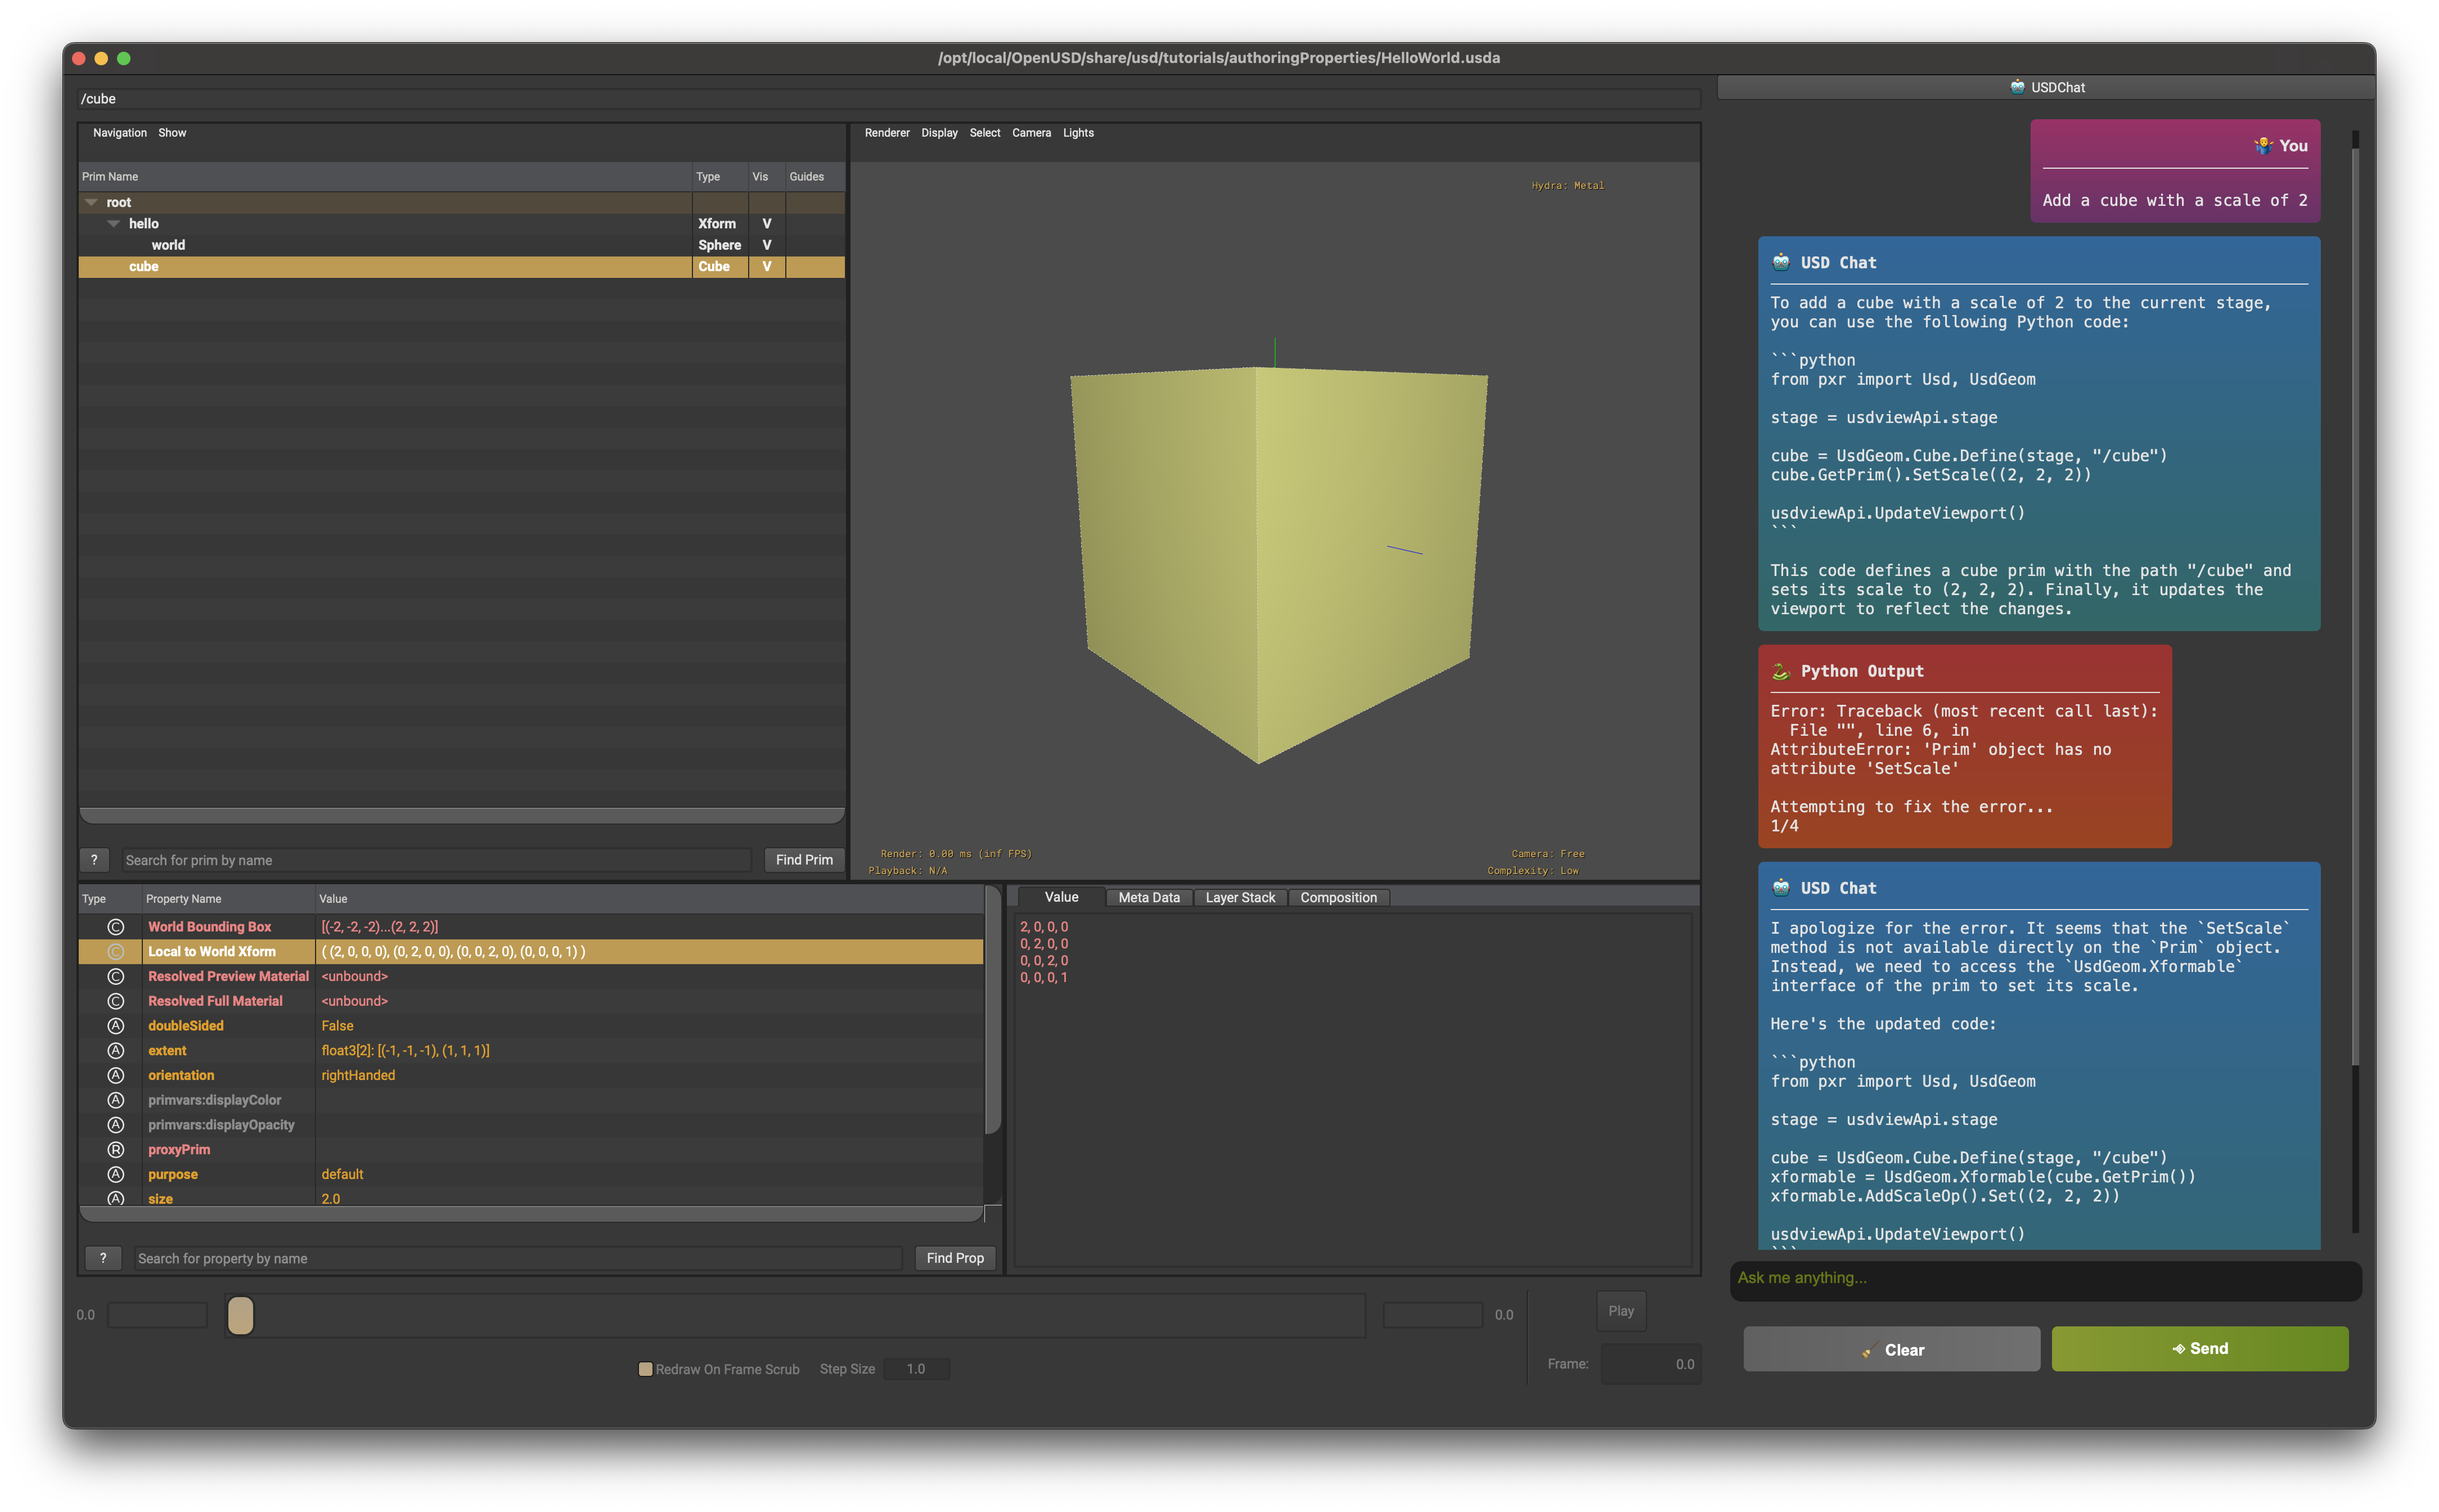 /opt/local/OpenUSD/share/usd/tutorials/authoringProperties/HelloWorld.usda
/cube
Navigation Show
Prim Name Type Vis Guides
root
hello Xform V
world Sphere V
cube Cube V
? Search for prim by name Find Prim
Renderer Display Select Camera Lights
Hydra: Metal
Render: 0.00 ms (inf FPS)
Playback: N/A
Camera: Free
Complexity: Low
Type Property Name Value
C World Bounding Box [(-2, -2, -2)...(2, 2, 2)]
C Local to World Xform ( (2, 0, 0, 0), (0, 2, 0, 0), (0, 0, 2, 0), (0, 0, 0, 1) )
C Resolved Preview Material <unbound>
C Resolved Full Material <unbound>
A doubleSided False
A extent float3[2]: [(-1, -1, -1), (1, 1, 1)]
A orientation rightHanded
A primvars:displayColor
A primvars:displayOpacity
R proxyPrim
A purpose default
A size 2.0
? Search for property by name Find Prop
Value Meta Data Layer Stack Composition
2, 0, 0, 0
0, 2, 0, 0
0, 0, 2, 0
0, 0, 0, 1
0.0 0.0 Play
Redraw On Frame Scrub Step Size 1.0 Frame: 0.0
USDChat
You
Add a cube with a scale of 2
USD Chat
To add a cube with a scale of 2 to the current stage,
you can use the following Python code:
```python
from pxr import Usd, UsdGeom
stage = usdviewApi.stage
cube = UsdGeom.Cube.Define(stage, "/cube")
cube.GetPrim().SetScale((2, 2, 2))
usdviewApi.UpdateViewport()
```
This code defines a cube prim with the path "/cube" and
sets its scale to (2, 2, 2). Finally, it updates the
viewport to reflect the changes.
Python Output
Error: Traceback (most recent call last):
File "", line 6, in
AttributeError: 'Prim' object has no
attribute 'SetScale'
Attempting to fix the error...
1/4
USD Chat
I apologize for the error. It seems that the `SetScale`
method is not available directly on the `Prim` object.
Instead, we need to access the `UsdGeom.Xformable`
interface of the prim to set its scale.
Here's the updated code:
```python
from pxr import Usd, UsdGeom
stage = usdviewApi.stage
cube = UsdGeom.Cube.Define(stage, "/cube")
xformable = UsdGeom.Xformable(cube.GetPrim())
xformable.AddScaleOp().Set((2, 2, 2))
usdviewApi.UpdateViewport()
```
Ask me anything...
Clear Send